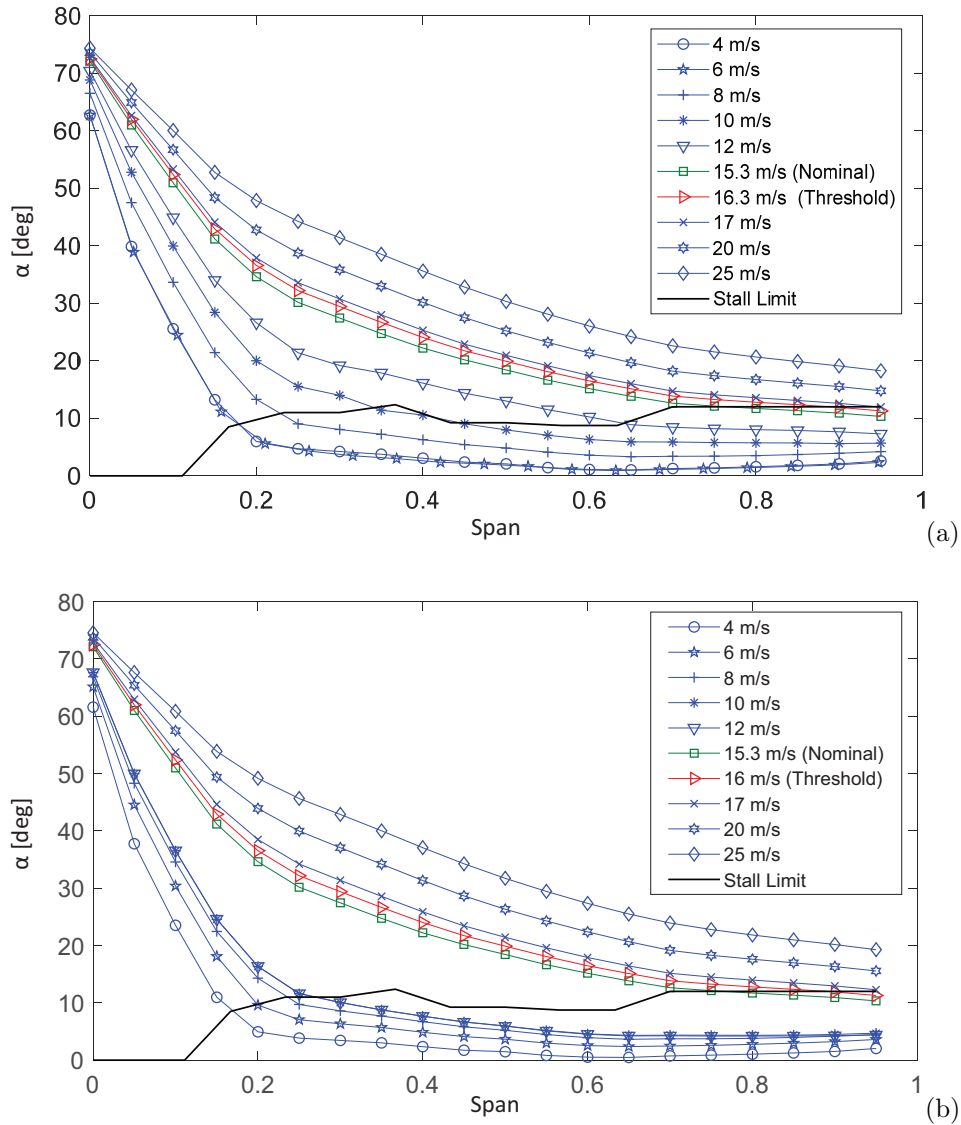 80
70
60
50
40
30
20
10
0
α [deg]
0
0.2
0.4
0.6
0.8
1
Span
4 m/s
6 m/s
8 m/s
10 m/s
12 m/s
15.3 m/s (Nominal)
16.3 m/s (Threshold)
17 m/s
20 m/s
25 m/s
Stall Limit
(a)
80
70
60
50
40
30
20
10
0
α [deg]
0
0.2
0.4
0.6
0.8
1
Span
4 m/s
6 m/s
8 m/s
10 m/s
12 m/s
15.3 m/s (Nominal)
16 m/s (Threshold)
17 m/s
20 m/s
25 m/s
Stall Limit
(b)